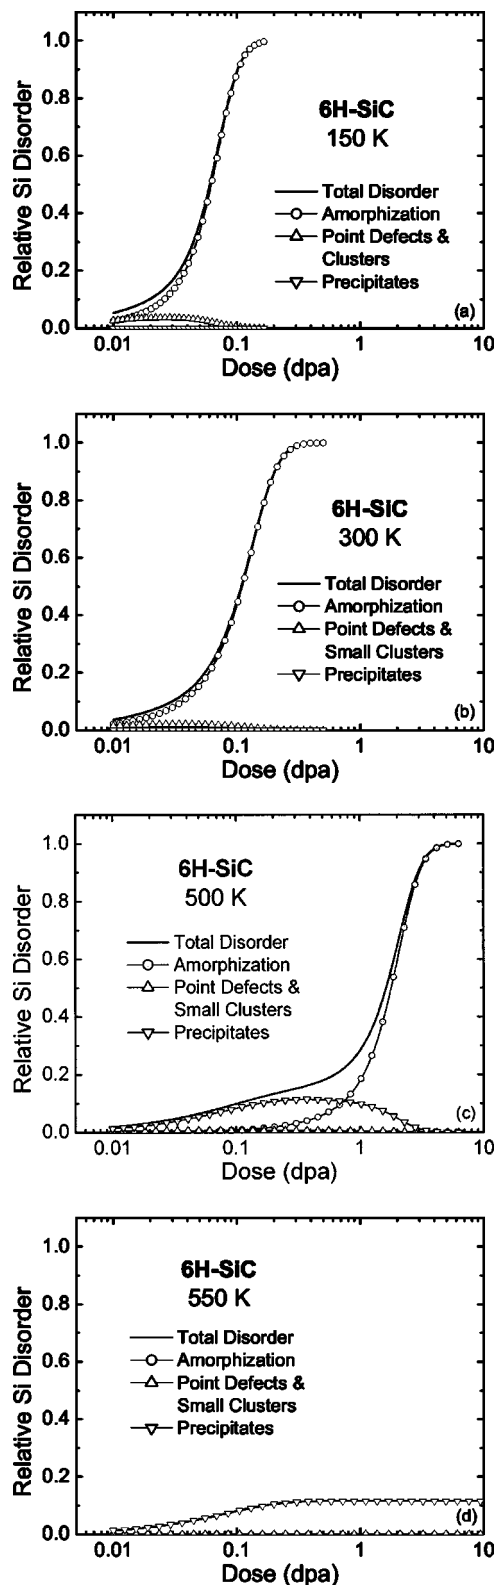 Relative Si Disorder
1.0
0.8
0.6
0.4
0.2
0.0
6H-SiC
150 K
Total Disorder
Amorphization
Point Defects &
Clusters
Precipitates
(a)
0.01
0.1
1
10
Dose (dpa)
Relative Si Disorder
1.0
0.8
0.6
0.4
0.2
0.0
6H-SiC
300 K
Total Disorder
Amorphization
Point Defects &
Small Clusters
Precipitates
(b)
0.01
0.1
1
10
Dose (dpa)
Relative Si Disorder
1.0
0.8
0.6
0.4
0.2
0.0
6H-SiC
500 K
Total Disorder
Amorphization
Point Defects &
Small Clusters
Precipitates
(c)
0.01
0.1
1
10
Dose (dpa)
Relative Si Disorder
1.0
0.8
0.6
0.4
0.2
0.0
6H-SiC
550 K
Total Disorder
Amorphization
Point Defects &
Small Clusters
Precipitates
(d)
0.01
0.1
1
10
Dose (dpa)